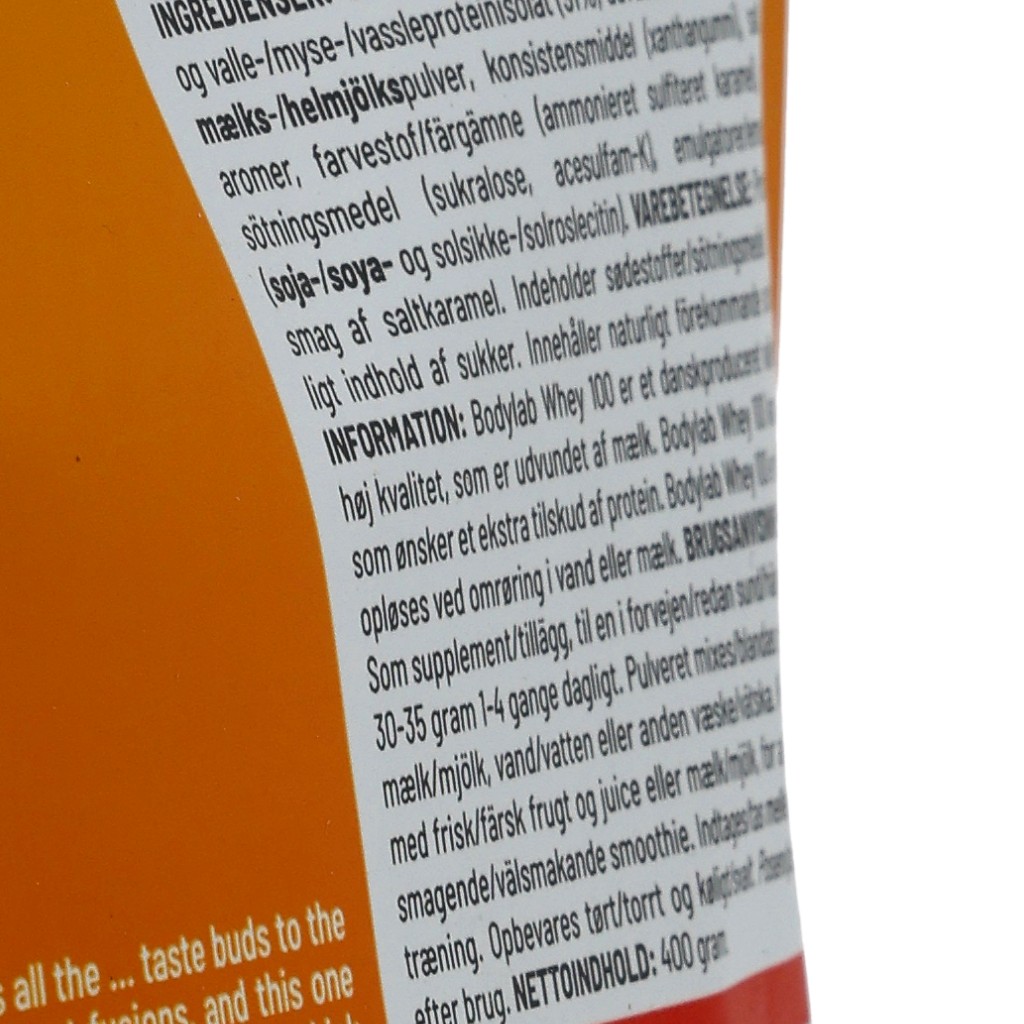 INGREDIENSER:
og valle-/myse-/vassleproteinisolat
mælks-/helmjölkspulver, konsistensmiddel (xanthangummi),
aromer, farvestof/färgämne (ammonieret sulfiteret karamel),
sötningsmedel (sukralose, acesulfam-K),
(soja-/soya- og solsikke-/solroslecitin). VAREBETEGNELSE:
smag af saltkaramel. Indeholder sødestoffer/sötningsmedel
ligt indhold af sukker. Innehåller naturligt förekommande
INFORMATION: Bodylab Whey 100 er et danskproduceret
høj kvalitet, som er udvundet af mælk. Bodylab Whey 100
som ønsker et ekstra tilskud af protein. Bodylab Whey 100
opløses ved omrøring i vand eller mælk. BRUGSANVISNING
Som supplement/tillägg, til en i forvejen/redan sund
30-35 gram 1-4 gange dagligt. Pulveret mixes/blandas
mælk/mjölk, vand/vatten eller anden væske/vätska.
med frisk/färsk frugt og juice eller mælk/mjölk, for
smagende/välsmakande smoothie. Indtages/tas
træning. Opbevares tørt/torrt og køligt/svalt.
efter brug. NETTOINDHOLD: 400 gram
all the ... taste buds to the
and this one